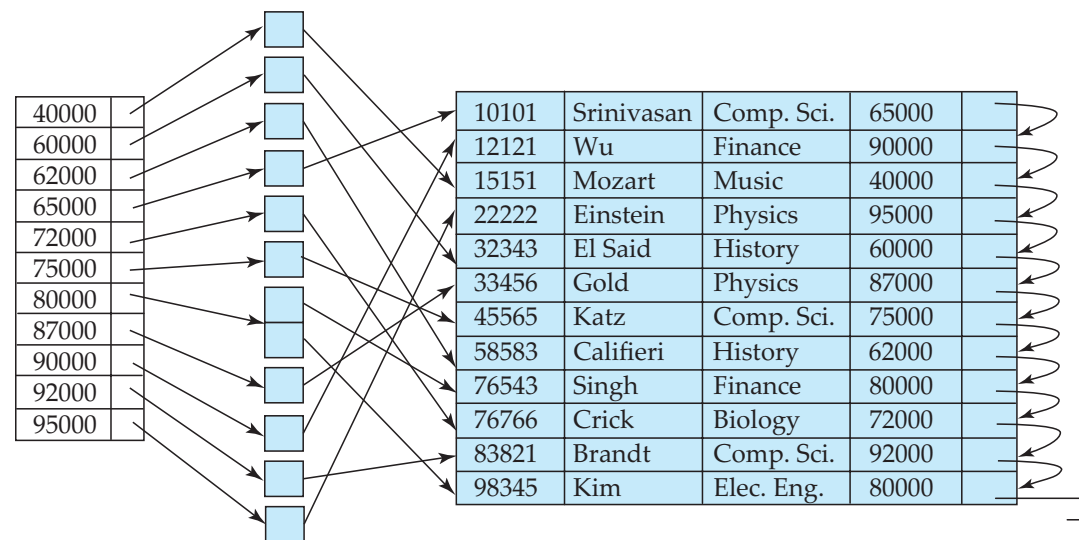 40000
60000
62000
65000
72000
75000
80000
87000
90000
92000
95000
10101 Srinivasan Comp. Sci. 65000
12121 Wu Finance 90000
15151 Mozart Music 40000
22222 Einstein Physics 95000
32343 El Said History 60000
33456 Gold Physics 87000
45565 Katz Comp. Sci. 75000
58583 Califieri History 62000
76543 Singh Finance 80000
76766 Crick Biology 72000
83821 Brandt Comp. Sci. 92000
98345 Kim Elec. Eng. 80000